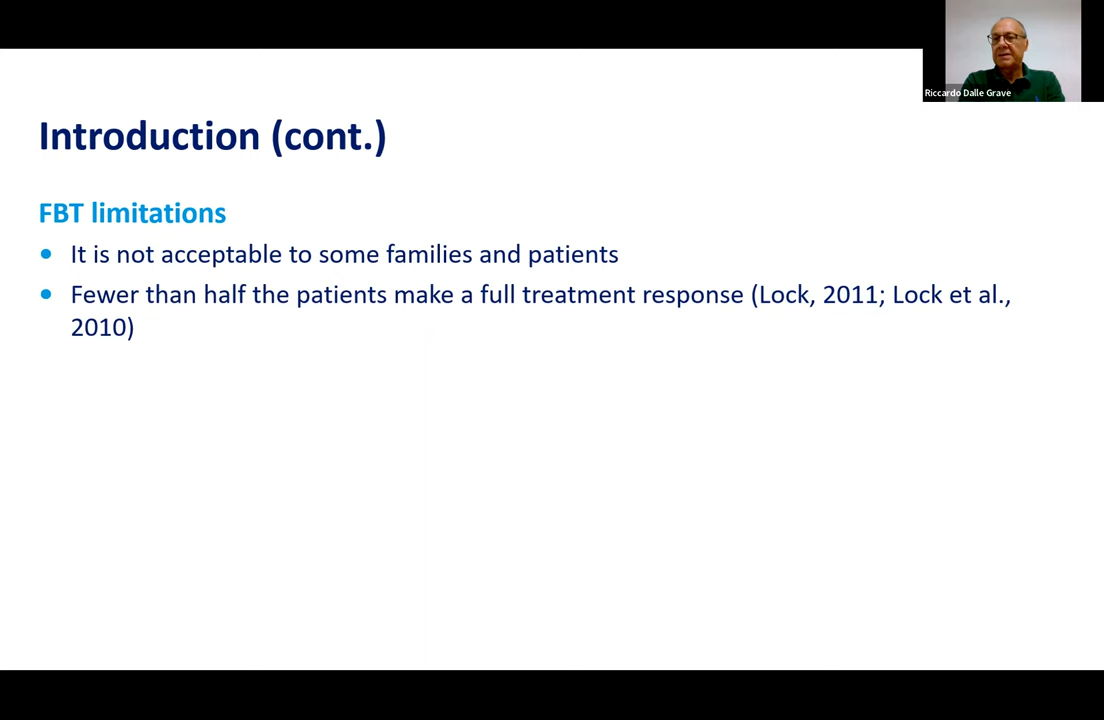 Riccardo Dalle Grave
Introduction (cont.)
FBT limitations
• It is not acceptable to some families and patients
• Fewer than half the patients make a full treatment response (Lock, 2011; Lock et al.,
2010)